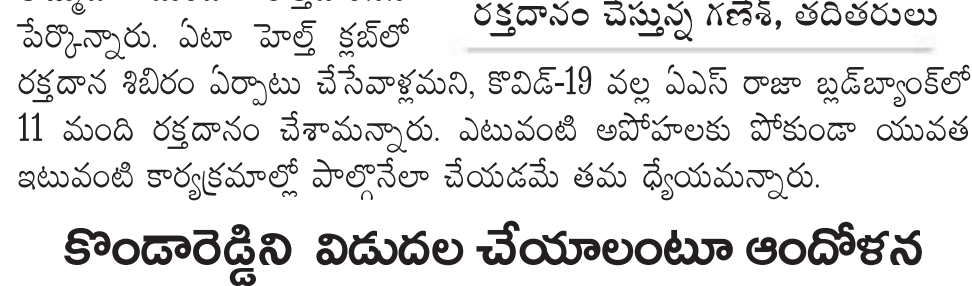 పేర్కొన్నారు. ఏటా హెల్త్ క్లబ్‌లో
రక్తదానం చేస్తున్న గణేశ్, తదితరులు
రక్తదాన శిబిరం ఏర్పాటు చేసేవాళ్లమని, కొవిడ్-19 వల్ల ఏఎస్ రాజా బ్లడ్‌బ్యాంక్‌లో
11 మంది రక్తదానం చేశామన్నారు. ఎటువంటి అపోహలకు పోకుండా యువత
ఇటువంటి కార్యక్రమాల్లో పాల్గొనేలా చేయడమే తమ ధ్యేయమన్నారు.
కొండారెడ్డిని విడుదల చేయాలంటూ ఆందోళన